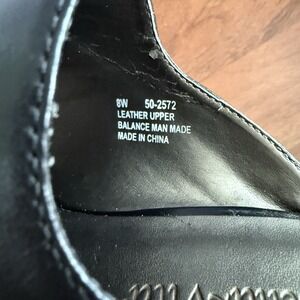 8W 50-2572
LEATHER UPPER
BALANCE MAN MADE
MADE IN CHINA